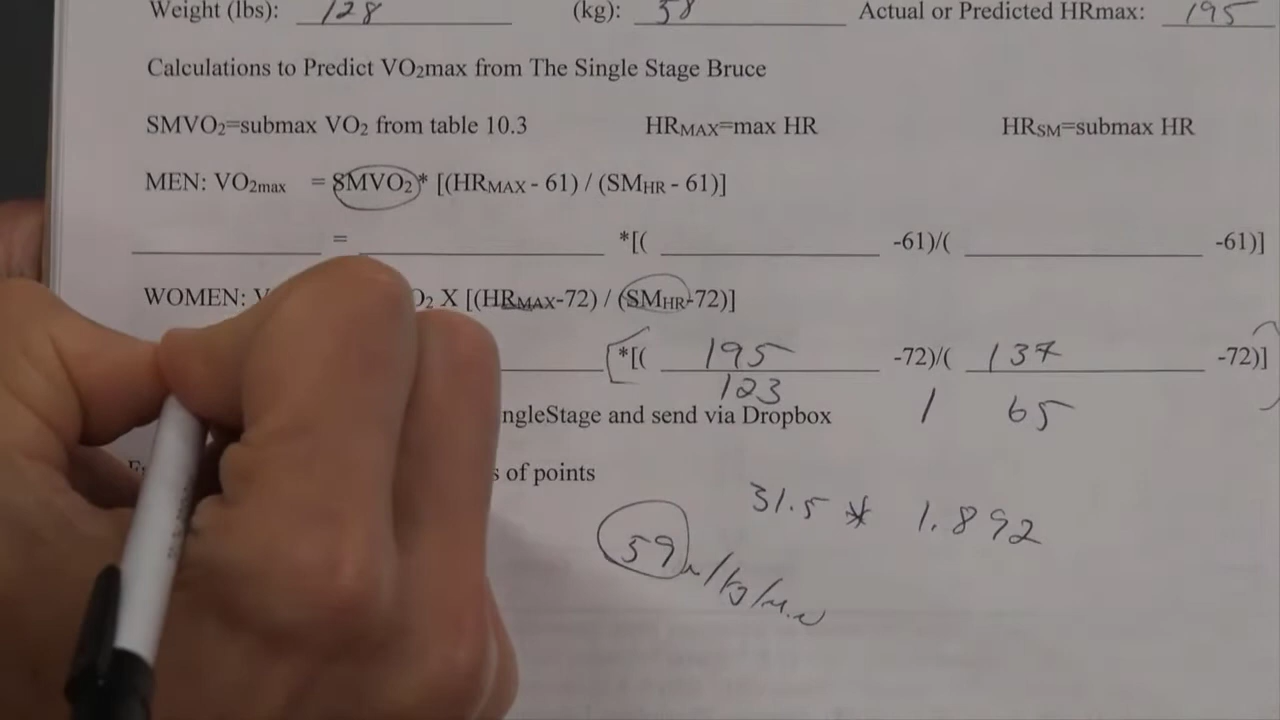 Weight (lbs): 128 (kg): 58 Actual or Predicted HRmax: 195
Calculations to Predict VO2max from The Single Stage Bruce
SMVO2=submax VO2 from table 10.3 HRMAX=max HR HRSM=submax HR
MEN: VO2max = SMVO2* [(HRMAX - 61) / (SMHR - 61)]
= *[( -61)/( -61)]
WOMEN: V O2 X [(HRMAX-72) / (SMHR-72)]
*[( 195 -72)/( 137 -72)]
123 / 65
ngleStage and send via Dropbox
s of points
31.5 * 1.892
59 /kg/min